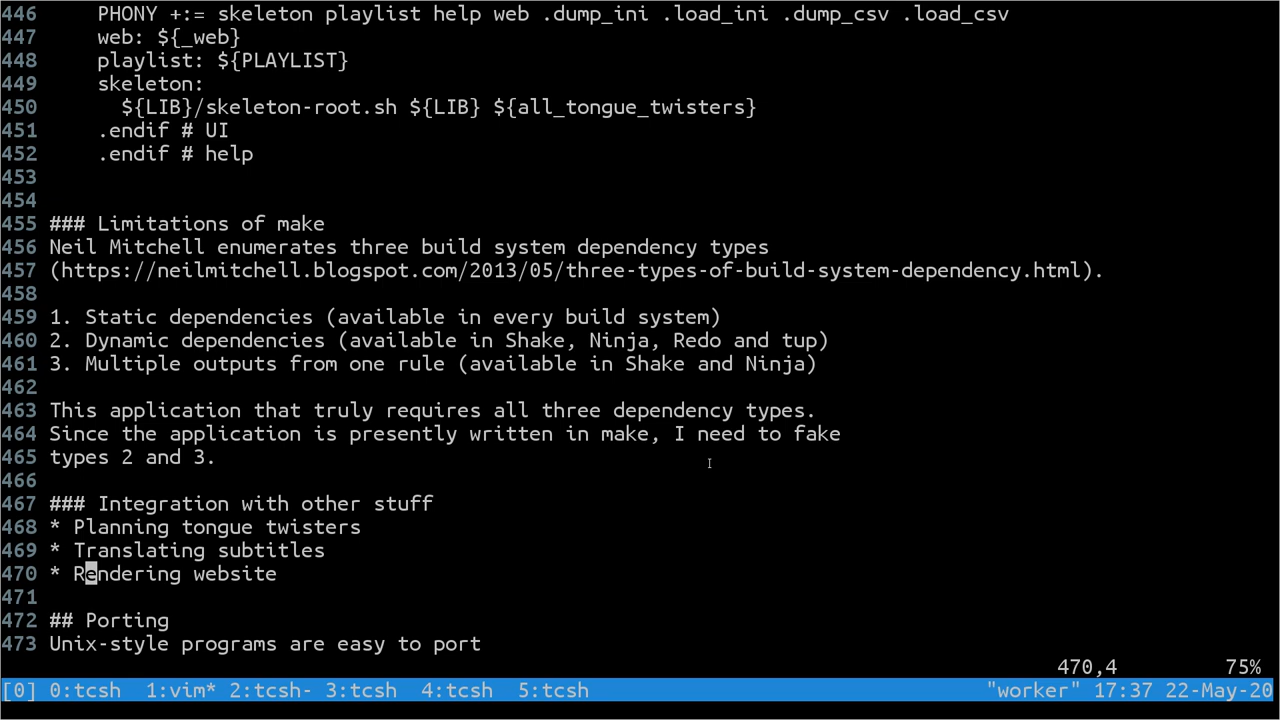 446     PHONY +:= skeleton playlist help web .dump_ini .load_ini .dump_csv .load_csv
447     web: ${_web}
448     playlist: ${PLAYLIST}
449     skeleton:
450       ${LIB}/skeleton-root.sh ${LIB} ${all_tongue_twisters}
451     .endif # UI
452     .endif # help
453
454
455 ### Limitations of make
456 Neil Mitchell enumerates three build system dependency types
457 (https://neilmitchell.blogspot.com/2013/05/three-types-of-build-system-dependency.html).
458
459 1. Static dependencies (available in every build system)
460 2. Dynamic dependencies (available in Shake, Ninja, Redo and tup)
461 3. Multiple outputs from one rule (available in Shake and Ninja)
462
463 This application that truly requires all three dependency types.
464 Since the application is presently written in make, I need to fake
465 types 2 and 3.
466
467 ### Integration with other stuff
468 * Planning tongue twisters
469 * Translating subtitles
470 * Rendering website
471
472 ## Porting
473 Unix-style programs are easy to port
470,4 75%
[0] 0:tcsh  1:vim* 2:tcsh- 3:tcsh  4:tcsh  5:tcsh "worker" 17:37 22-May-20